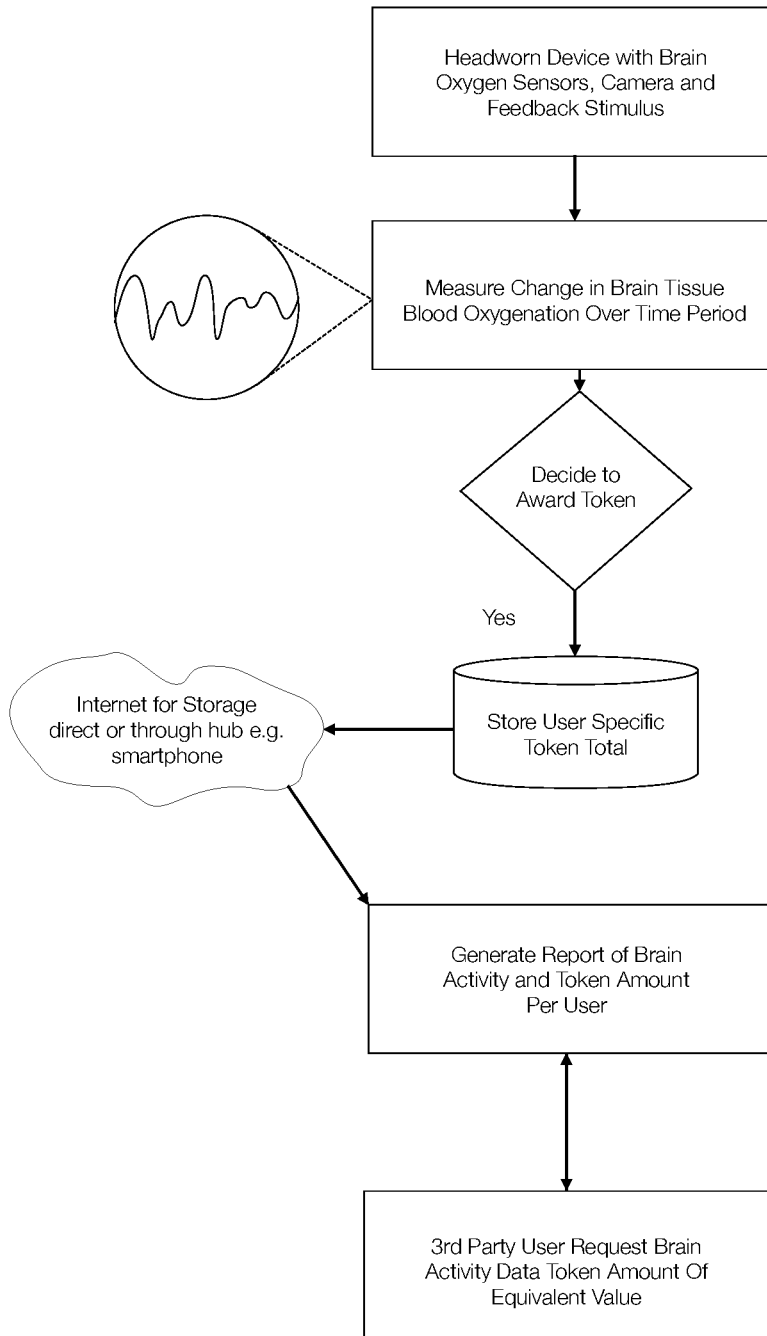 Headworn Device with Brain
Oxygen Sensors, Camera and
Feedback Stimulus
Measure Change in Brain Tissue
Blood Oxygenation Over Time Period
Decide to
Award Token
Yes
Store User Specific
Token Total
Internet for Storage
direct or through hub e.g.
smartphone
Generate Report of Brain
Activity and Token Amount
Per User
3rd Party User Request Brain
Activity Data Token Amount Of
Equivalent Value